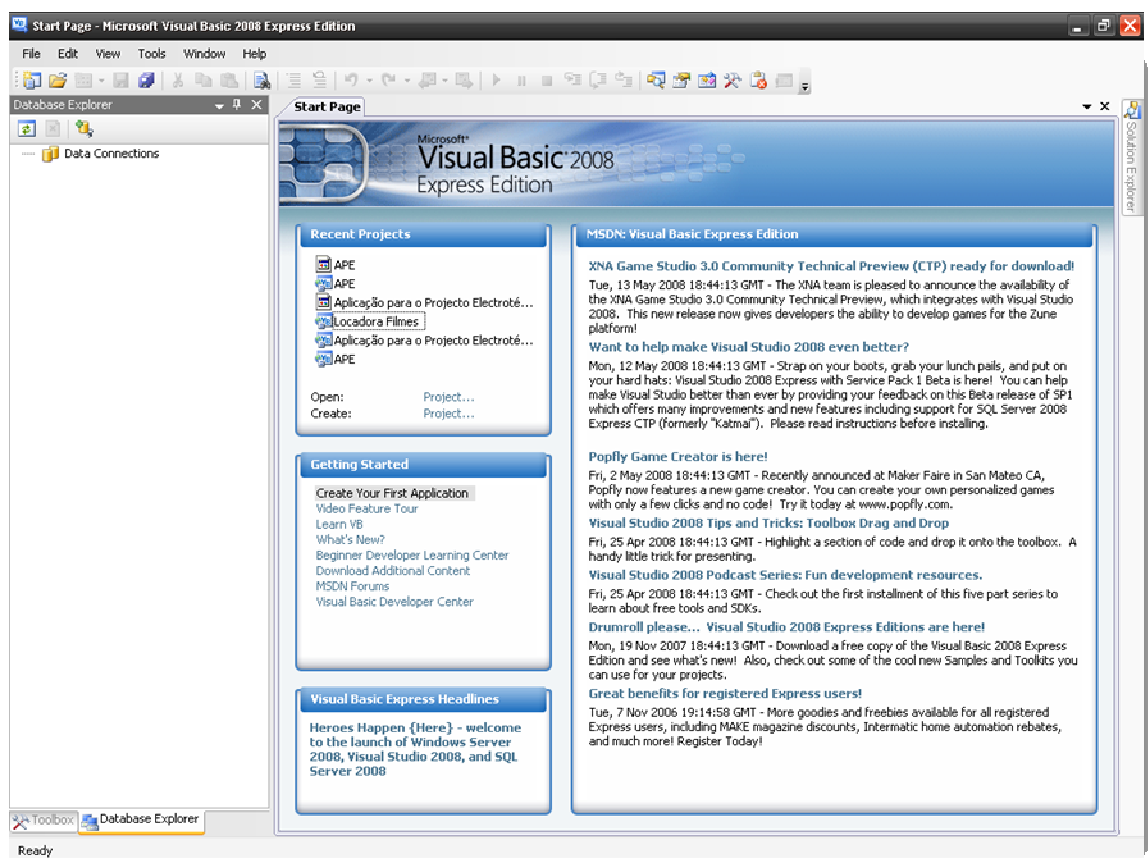 Start Page - Microsoft Visual Basic 2008 Express Edition
File Edit View Tools Window Help
Database Explorer
Data Connections
Toolbox
Database Explorer
Start Page
Microsoft®
Visual Basic® 2008
Express Edition
Recent Projects
APE
APE
Aplicação para o Projecto Electroté...
Locadora Filmes
Aplicação para o Projecto Electroté...
APE
Open: Project...
Create: Project...
Getting Started
Create Your First Application
Video Feature Tour
Learn VB
What's New?
Beginner Developer Learning Center
Download Additional Content
MSDN Forums
Visual Basic Developer Center
Visual Basic Express Headlines
Heroes Happen {Here} - welcome
to the launch of Windows Server
2008, Visual Studio 2008, and SQL
Server 2008
MSDN: Visual Basic Express Edition
XNA Game Studio 3.0 Community Technical Preview (CTP) ready for download!
Tue, 13 May 2008 18:44:13 GMT - The XNA team is pleased to announce the availability of
the XNA Game Studio 3.0 Community Technical Preview, which integrates with Visual Studio
2008. This new release now gives developers the ability to develop games for the Zune
platform!
Want to help make Visual Studio 2008 even better?
Mon, 12 May 2008 18:44:13 GMT - Strap on your boots, grab your lunch pails, and put on
your hard hats: Visual Studio 2008 Express with Service Pack 1 Beta is here! You can help
make Visual Studio better than ever by providing your feedback on this Beta release of SP1
which offers many improvements and new features including support for SQL Server 2008
Express CTP (formerly "Katmai"). Please read instructions before installing.
Popfly Game Creator is here!
Fri, 2 May 2008 18:44:13 GMT - Recently announced at Maker Faire in San Mateo CA,
Popfly now features a new game creator. You can create your own personalized games
with only a few clicks and no code! Try it today at www.popfly.com.
Visual Studio 2008 Tips and Tricks: Toolbox Drag and Drop
Fri, 25 Apr 2008 18:44:13 GMT - Highlight a section of code and drop it onto the toolbox. A
handy little trick for presenting.
Visual Studio 2008 Podcast Series: Fun development resources.
Fri, 25 Apr 2008 18:44:13 GMT - Check out the first installment of this five part series to
learn about free tools and SDKs.
Drumroll please... Visual Studio 2008 Express Editions are here!
Mon, 19 Nov 2007 18:44:13 GMT - Download a free copy of the Visual Basic 2008 Express
Edition and see what's new! Also, check out some of the cool new Samples and Toolkits you
can use for your projects.
Great benefits for registered Express users!
Tue, 7 Nov 2006 19:14:58 GMT - More goodies and freebies available for all registered
Express users, including MAKE magazine discounts, Intermatic home automation rebates,
and much more! Register Today!
Solution Explorer
Ready